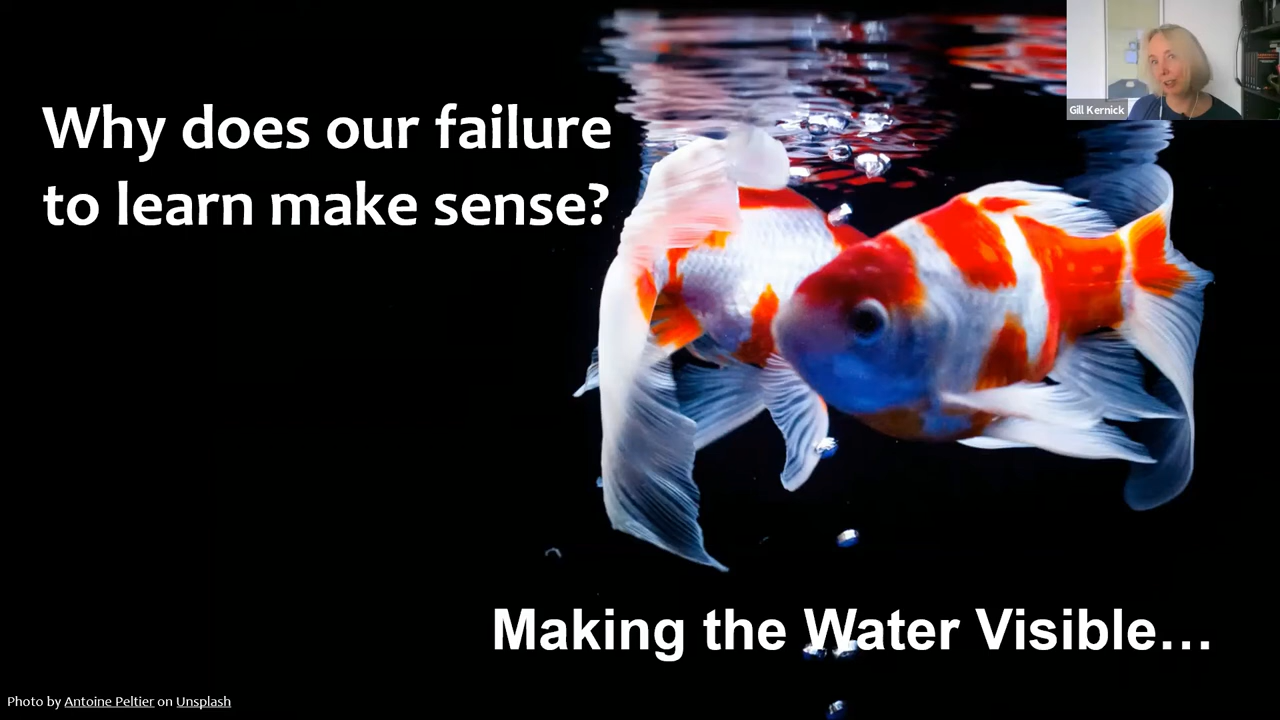 Gill Kernick
Why does our failure
to learn make sense?
Making the Water Visible…
Photo by Antoine Peltier on Unsplash